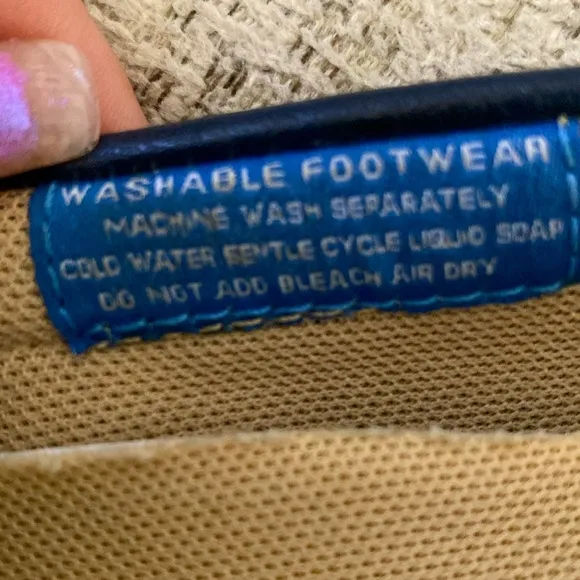 WASHABLE FOOTWEAR
MACHINE WASH SEPARATELY
COLD WATER GENTLE CYCLE LIQUID SOAP
DO NOT ADD BLEACH AIR DRY